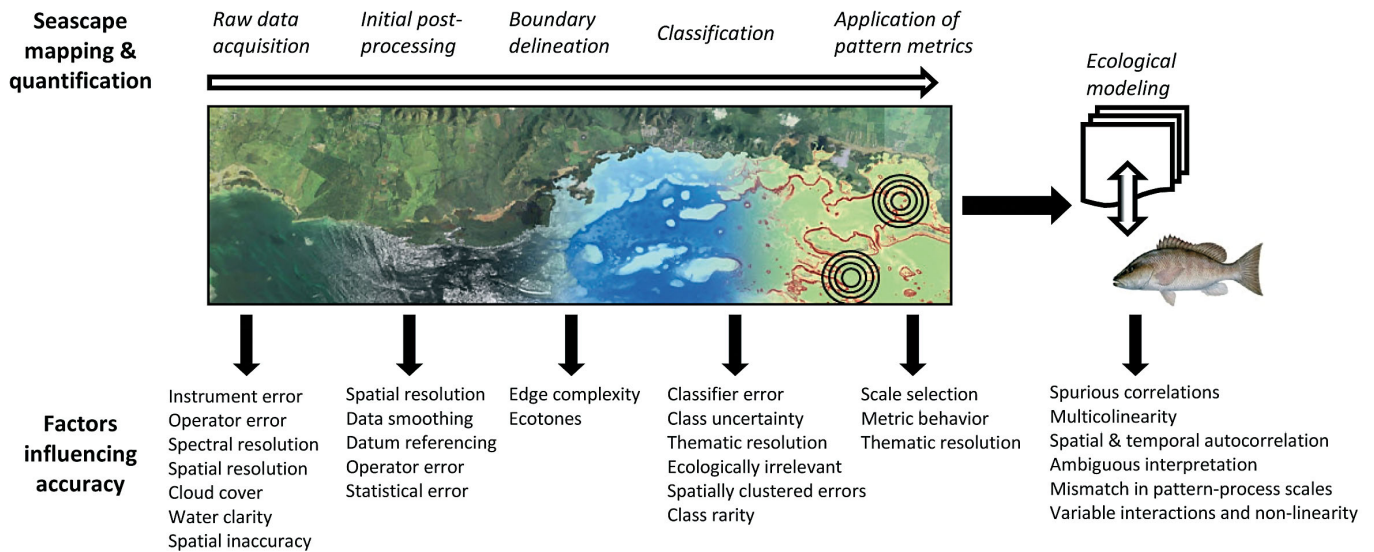 Seascape
mapping &
quantification
Raw data
acquisition
Initial post-
processing
Boundary
delineation
Classification
Application of
pattern metrics
Ecological
modeling
Factors
influencing
accuracy
Instrument error
Operator error
Spectral resolution
Spatial resolution
Cloud cover
Water clarity
Spatial inaccuracy
Spatial resolution
Data smoothing
Datum referencing
Operator error
Statistical error
Edge complexity
Ecotones
Classifier error
Class uncertainty
Thematic resolution
Ecologically irrelevant
Spatially clustered errors
Class rarity
Scale selection
Metric behavior
Thematic resolution
Spurious correlations
Multicolinearity
Spatial & temporal autocorrelation
Ambiguous interpretation
Mismatch in pattern-process scales
Variable interactions and non-linearity